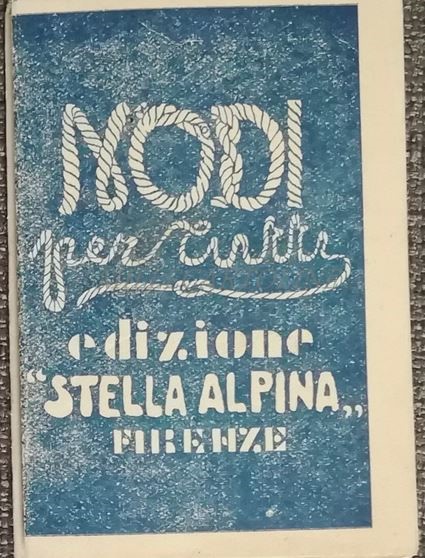 NODI
per tutti
edizione
"STELLA ALPINA„
FIRENZE